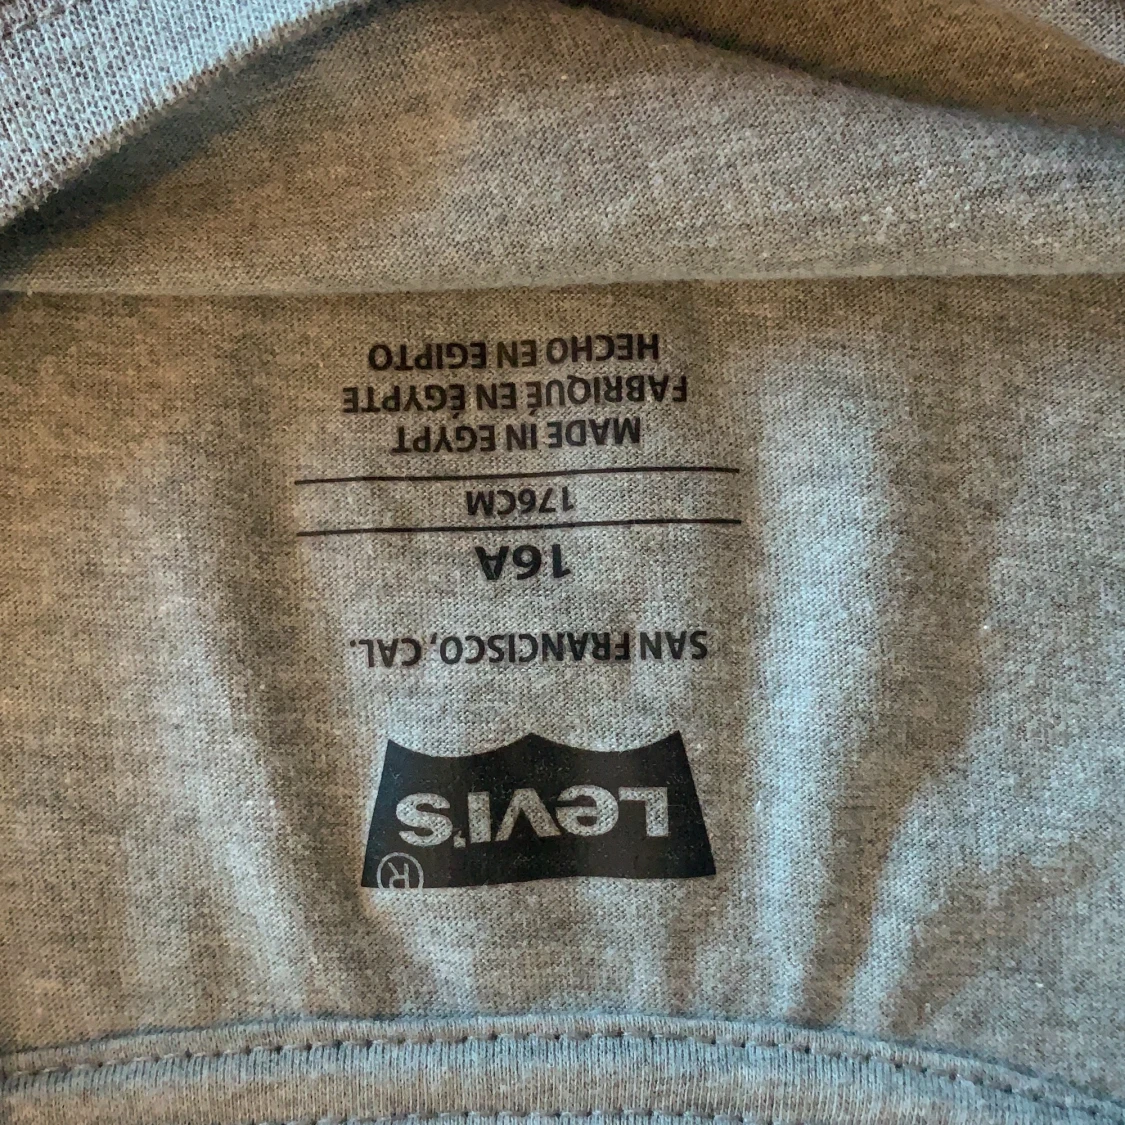 Levi's®
SAN FRANCISCO, CAL.
16A
176CM
MADE IN EGYPT
FABRIQUÉ EN ÉGYPTE
HECHO EN EGIPTO